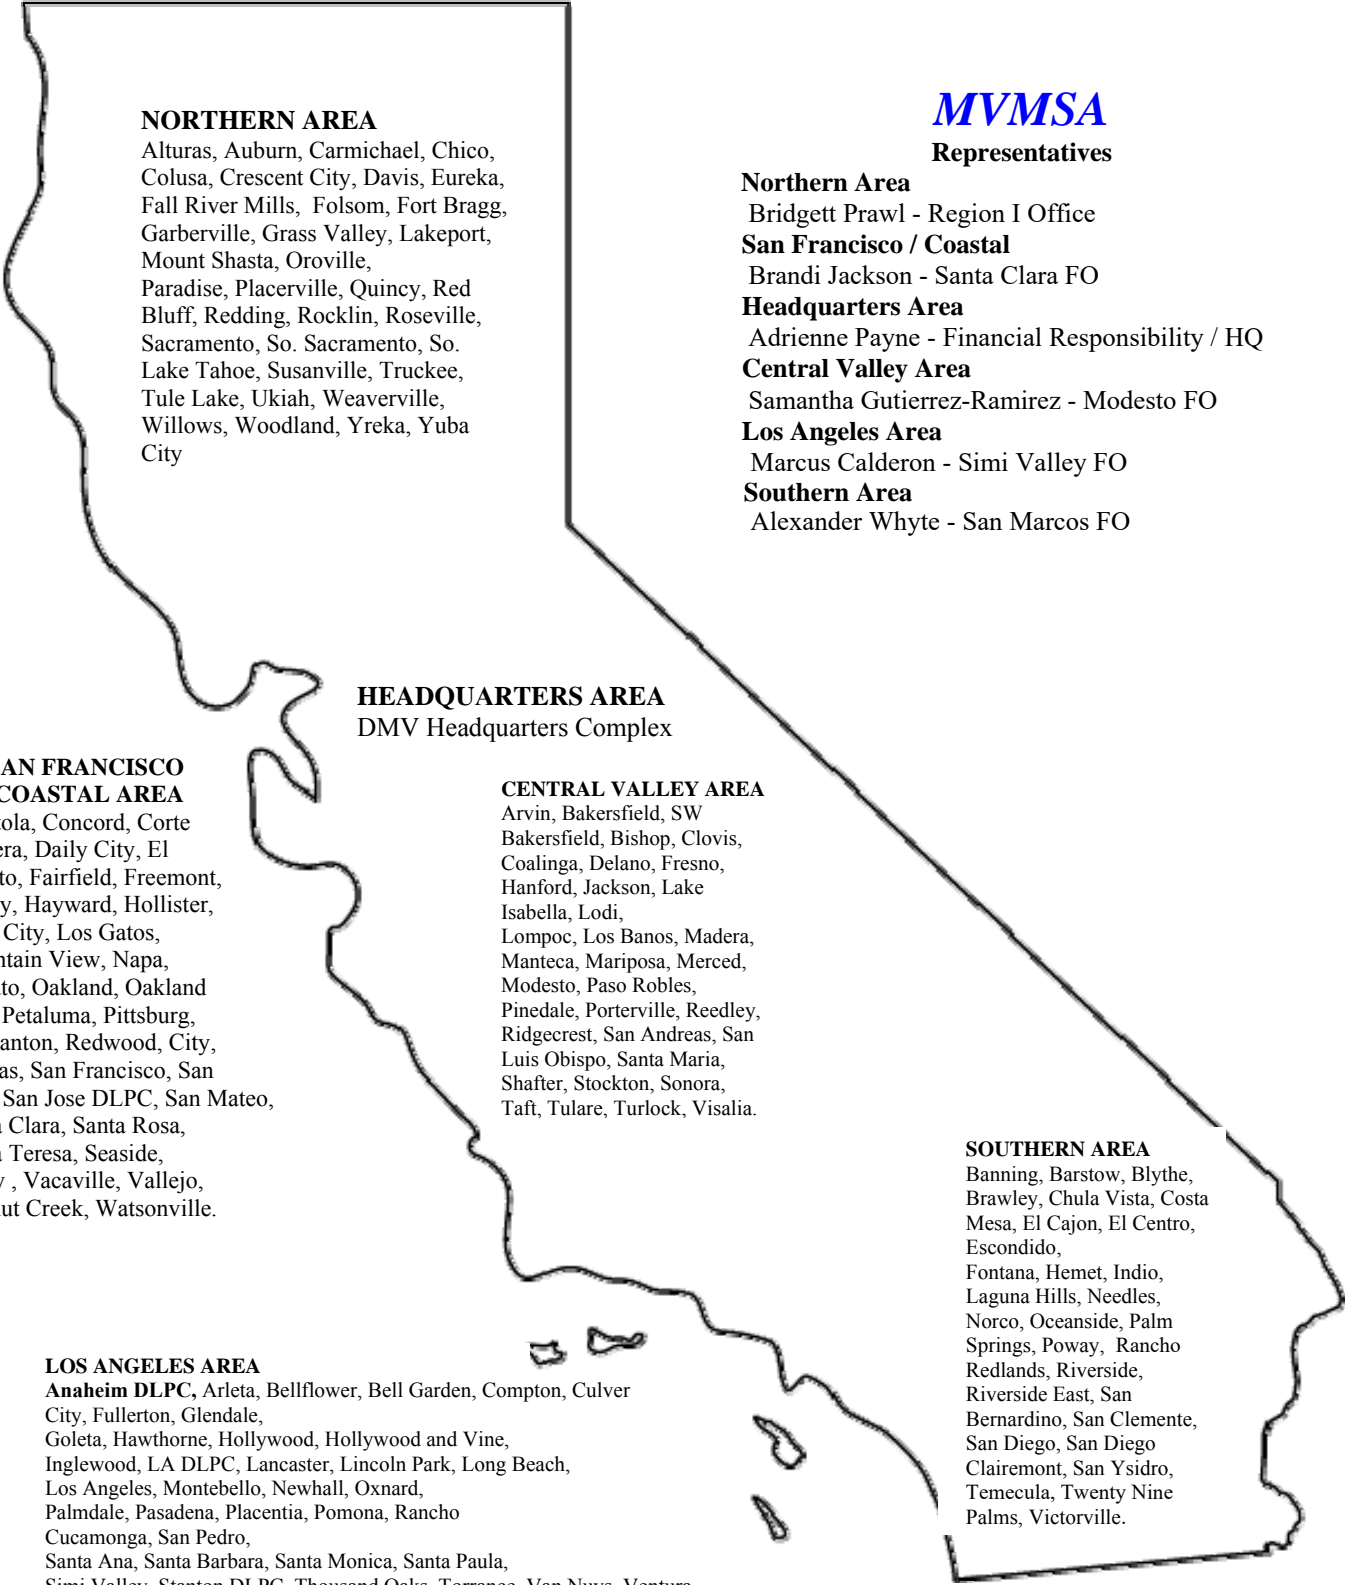 NORTHERN AREA
Alturas, Auburn, Carmichael, Chico,
Colusa, Crescent City, Davis, Eureka,
Fall River Mills,  Folsom, Fort Bragg,
Garberville, Grass Valley, Lakeport,
Mount Shasta, Oroville,
Paradise, Placerville, Quincy, Red
Bluff, Redding, Rocklin, Roseville,
Sacramento, So. Sacramento, So.
Lake Tahoe, Susanville, Truckee,
Tule Lake, Ukiah, Weaverville,
Willows, Woodland, Yreka, Yuba
City
MVMSA
Representatives
Northern Area
Bridgett Prawl - Region I Office
San Francisco / Coastal
Brandi Jackson - Santa Clara FO
Headquarters Area
Adrienne Payne - Financial Responsibility / HQ
Central Valley Area
Samantha Gutierrez-Ramirez - Modesto FO
Los Angeles Area
Marcus Calderon - Simi Valley FO
Southern Area
Alexander Whyte - San Marcos FO
HEADQUARTERS AREA
DMV Headquarters Complex
AN FRANCISCO
COASTAL AREA
tola, Concord, Corte
era, Daily City, El
to, Fairfield, Freemont,
y, Hayward, Hollister,
City, Los Gatos,
ntain View, Napa,
to, Oakland, Oakland
Petaluma, Pittsburg,
anton, Redwood, City,
as, San Francisco, San
San Jose DLPC, San Mateo,
a Clara, Santa Rosa,
a Teresa, Seaside,
y , Vacaville, Vallejo,
ut Creek, Watsonville.
CENTRAL VALLEY AREA
Arvin, Bakersfield, SW
Bakersfield, Bishop, Clovis,
Coalinga, Delano, Fresno,
Hanford, Jackson, Lake
Isabella, Lodi,
Lompoc, Los Banos, Madera,
Manteca, Mariposa, Merced,
Modesto, Paso Robles,
Pinedale, Porterville, Reedley,
Ridgecrest, San Andreas, San
Luis Obispo, Santa Maria,
Shafter, Stockton, Sonora,
Taft, Tulare, Turlock, Visalia.
SOUTHERN AREA
Banning, Barstow, Blythe,
Brawley, Chula Vista, Costa
Mesa, El Cajon, El Centro,
Escondido,
Fontana, Hemet, Indio,
Laguna Hills, Needles,
Norco, Oceanside, Palm
Springs, Poway,  Rancho
Redlands, Riverside,
Riverside East, San
Bernardino, San Clemente,
San Diego, San Diego
Clairemont, San Ysidro,
Temecula, Twenty Nine
Palms, Victorville.
LOS ANGELES AREA
Anaheim DLPC, Arleta, Bellflower, Bell Garden, Compton, Culver
City, Fullerton, Glendale,
Goleta, Hawthorne, Hollywood, Hollywood and Vine,
Inglewood, LA DLPC, Lancaster, Lincoln Park, Long Beach,
Los Angeles, Montebello, Newhall, Oxnard,
Palmdale, Pasadena, Placentia, Pomona, Rancho
Cucamonga, San Pedro,
Santa Ana, Santa Barbara, Santa Monica, Santa Paula,
Simi Valley, Stanton DLPC, Thousand Oaks, Torrance, Van Nuys, Ventura